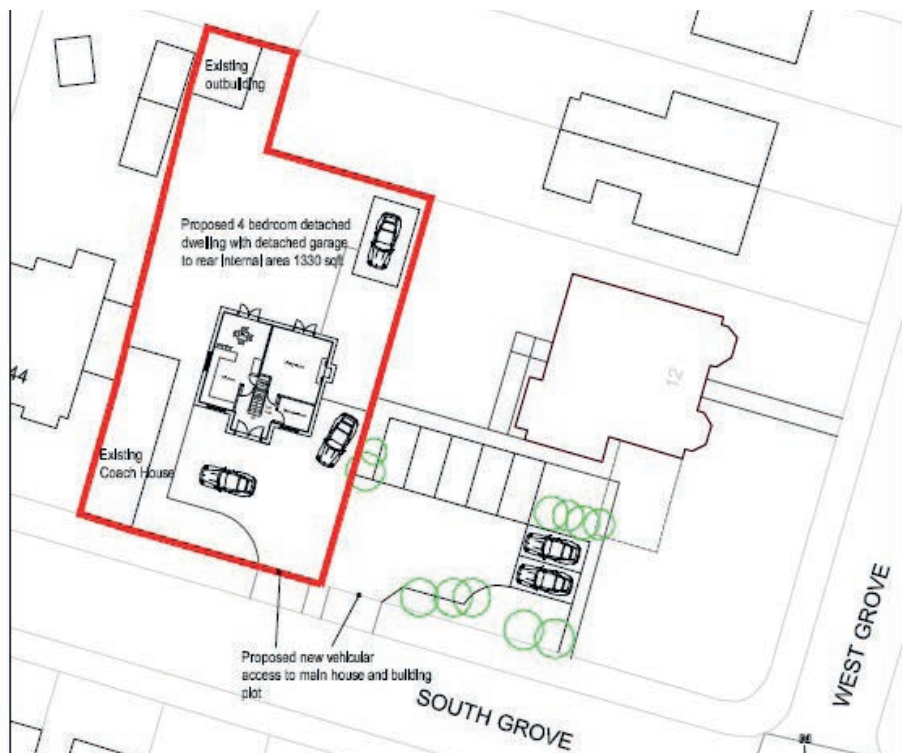 Existing
outbuilding
Proposed 4 bedroom detached
dwelling with detached garage
to rear internal area 1330 sqft
44
12
Existing
Coach House
Proposed new vehicular
access to main house and building
plot
SOUTH GROVE
WEST GROVE